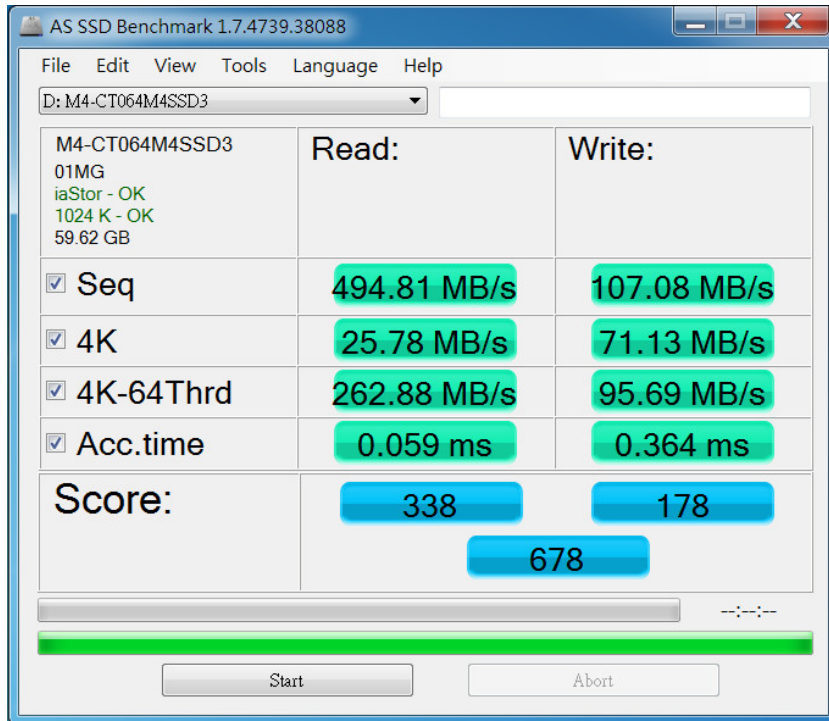 AS SSD Benchmark 1.7.4739.38088
File Edit View Tools Language Help
D: M4-CT064M4SSD3
M4-CT064M4SSD3
01MG
iaStor - OK
1024 K - OK
59.62 GB
Read:
Write:
Seq
494.81 MB/s
107.08 MB/s
4K
25.78 MB/s
71.13 MB/s
4K-64Thrd
262.88 MB/s
95.69 MB/s
Acc.time
0.059 ms
0.364 ms
Score:
338
178
678
--:--:--
Start
Abort